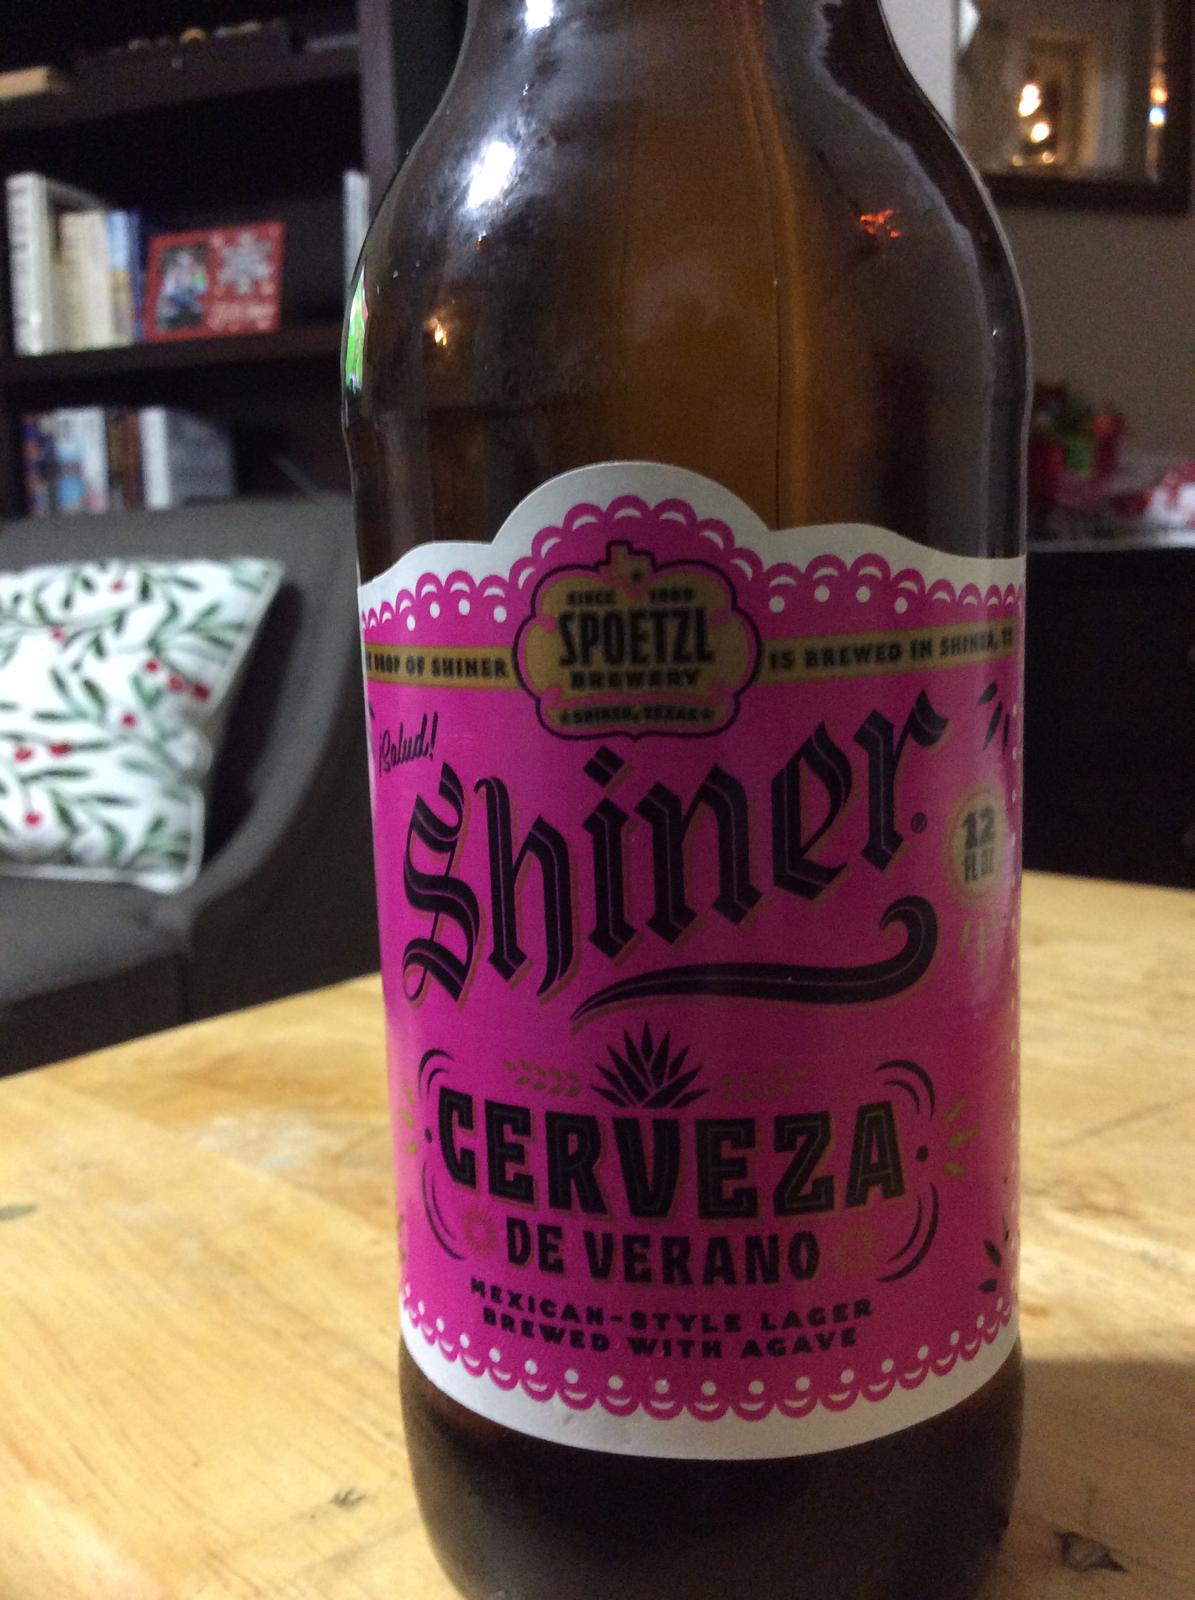 SINCE 1909
SPOETZL
BREWERY
SHINER, TEXAS
DROP OF SHINER IS BREWED IN SHINER,
¡Salud!
Shiner®
12
FL OZ
CERVEZA
DE VERANO
MEXICAN-STYLE LAGER
BREWED WITH AGAVE